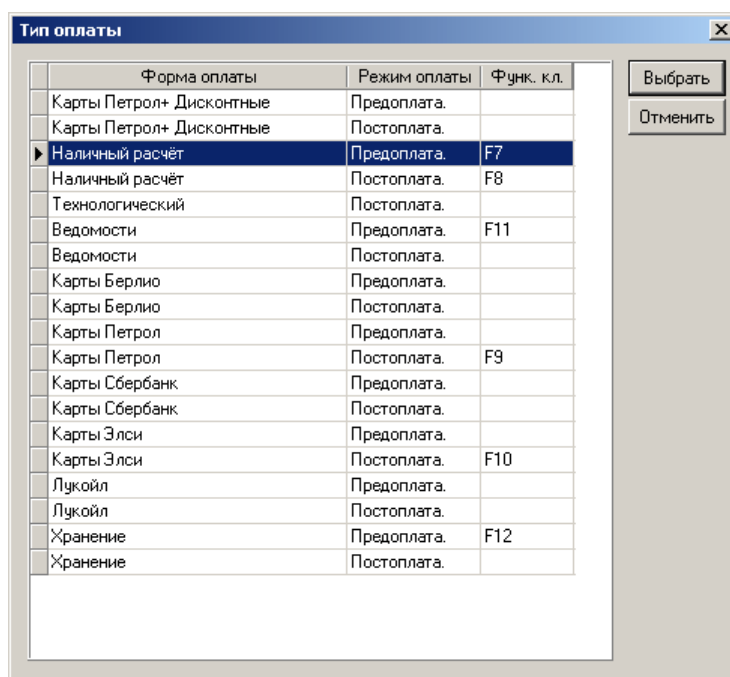 Тип оплаты
Форма оплаты Режим оплаты Функ. кл.
Выбрать
Отменить
Карты Петрол+ Дисконтные Предоплата.
Карты Петрол+ Дисконтные Постоплата.
Наличный расчёт Предоплата. F7
Наличный расчёт Постоплата. F8
Технологический Постоплата.
Ведомости Предоплата. F11
Ведомости Постоплата.
Карты Берлио Предоплата.
Карты Берлио Постоплата.
Карты Петрол Предоплата.
Карты Петрол Постоплата. F9
Карты Сбербанк Предоплата.
Карты Сбербанк Постоплата.
Карты Элси Предоплата.
Карты Элси Постоплата. F10
Лукойл Предоплата.
Лукойл Постоплата.
Хранение Предоплата. F12
Хранение Постоплата.